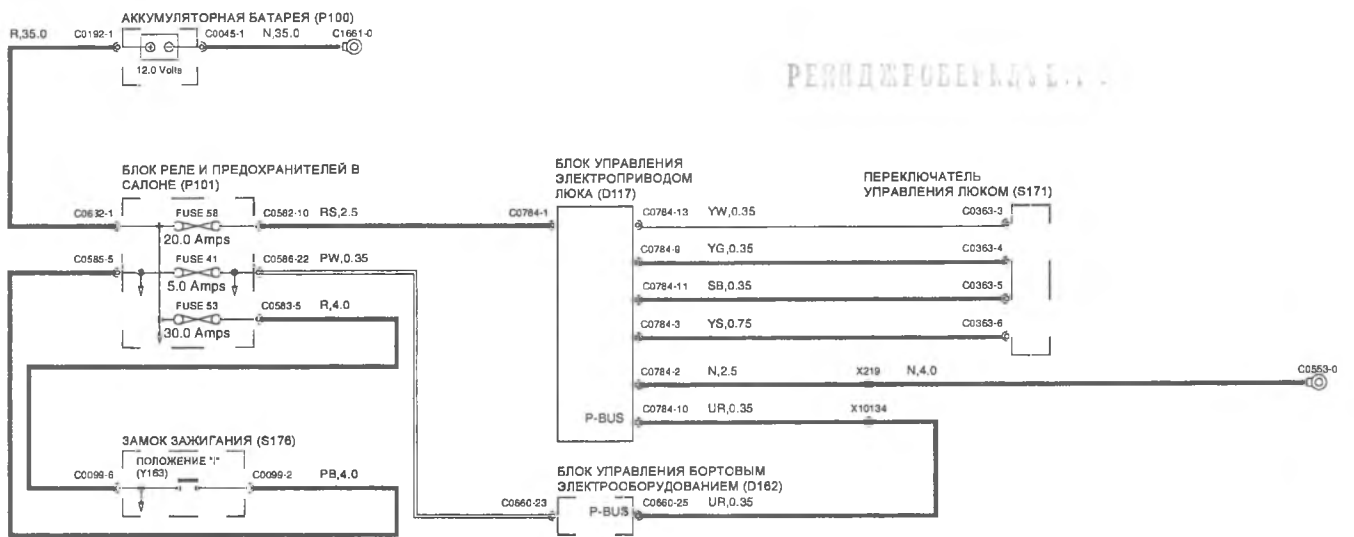 АККУМУЛЯТОРНАЯ БАТАРЕЯ (P100)
R,35.0 C0192-1 C0045-1 N,35.0 C1661-0
12.0 Volts
БЛОК РЕЛЕ И ПРЕДОХРАНИТЕЛЕЙ В
САЛОНЕ (P101)
C0632-1 FUSE 58 C0582-10 RS,2.5
20.0 Amps
C0585-5 FUSE 41 C0586-22 PW,0.35
5.0 Amps
FUSE 53 C0583-5 R,4.0
30.0 Amps
БЛОК УПРАВЛЕНИЯ
ЭЛЕКТРОПРИВОДОМ
ЛЮКА (D117)
ПЕРЕКЛЮЧАТЕЛЬ
УПРАВЛЕНИЯ ЛЮКОМ (S171)
C0784-1 C0784-13 YW,0.35 C0363-3
C0784-9 YG,0.35 C0363-4
C0784-11 SB,0.35 C0363-5
C0784-3 YS,0.75 C0363-6
C0784-2 N,2.5 X219 N,4.0 C0553-0
P-BUS C0784-10 UR,0.35 X10134
ЗАМОК ЗАЖИГАНИЯ (S176)
ПОЛОЖЕНИЕ "I"
(Y163)
C0099-6 C0099-2 PB,4.0
БЛОК УПРАВЛЕНИЯ БОРТОВЫМ
ЭЛЕКТРООБОРУДОВАНИЕМ (D162)
C0660-23 P-BUS C0660-25 UR,0.35